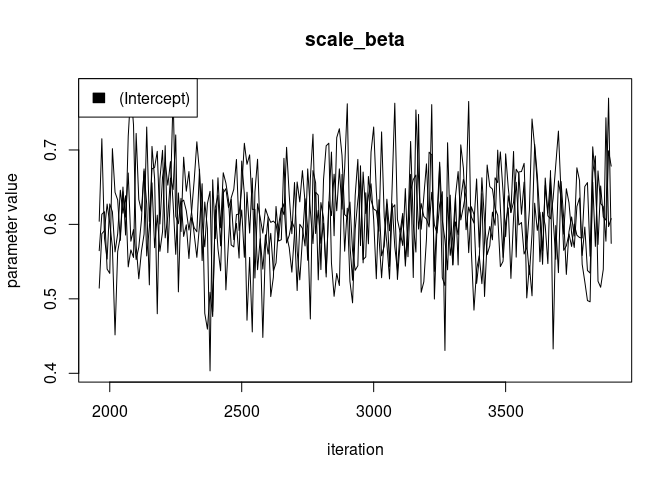 scale_beta
(Intercept)
parameter value
0.7
0.6
0.5
0.4
2000 2500 3000 3500
iteration